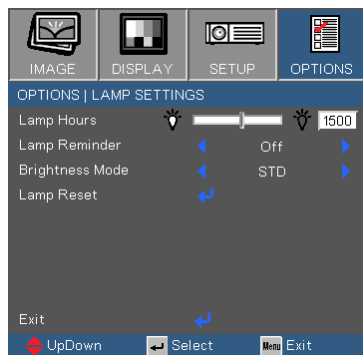 IMAGE DISPLAY SETUP OPTIONS
OPTIONS | LAMP SETTINGS
Lamp Hours 1500
Lamp Reminder Off
Brightness Mode STD
Lamp Reset
Exit
UpDown Select Menu Exit